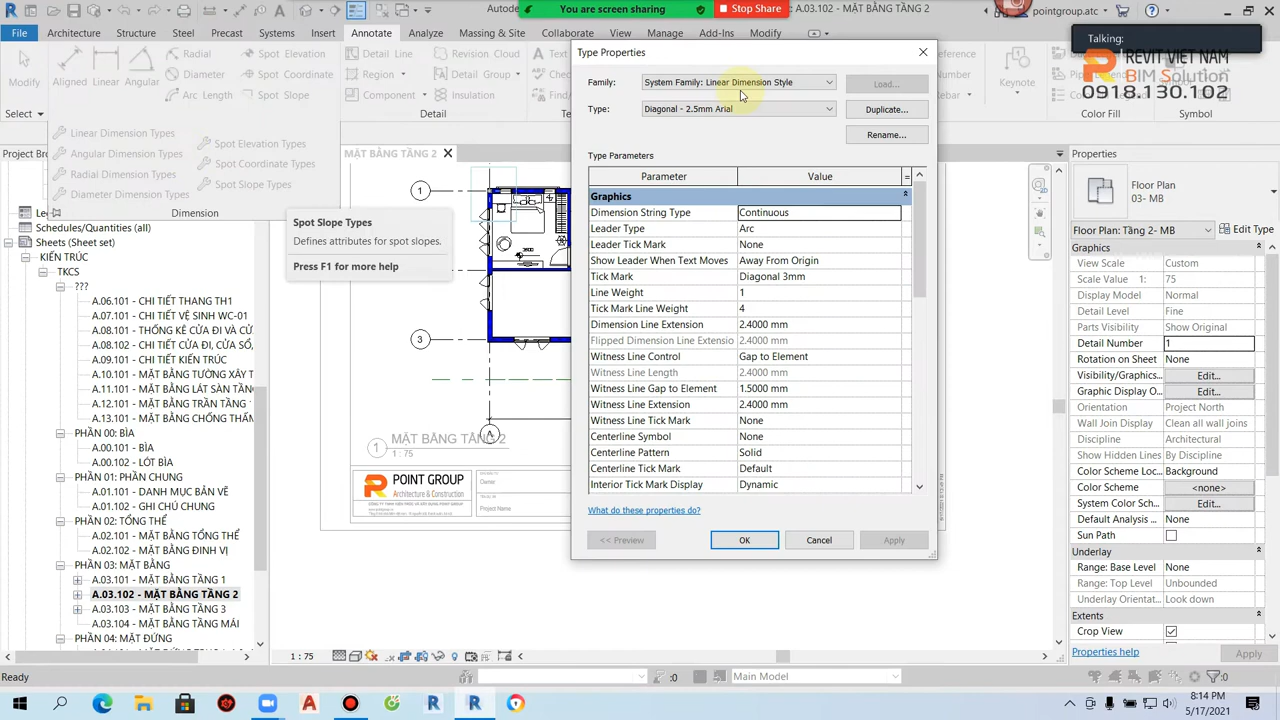 Autode
You are screen sharing
Stop Share
A.03.102 - MẶT BẰNG TẦNG 2
pointgroup.atc
File
Architecture
Structure
Steel
Precast
Systems
Insert
Annotate
Analyze
Massing & Site
Collaborate
View
Manage
Add-Ins
Modify
Talking:
REVIT VIET NAM
BIM Solution
0918.130.102
Modify
Aligned
Linear
Angular
Radial
Diameter
Arc Length
Spot Elevation
Spot Coordinate
Spot Slope
Detail
Region
Component
Revision Cloud
Detail Group
Insulation
Keynote
Select
Detail
Color Fill
Symbol
Linear Dimension Types
Angular Dimension Types
Radial Dimension Types
Diameter Dimension Types
Spot Elevation Types
Spot Coordinate Types
Spot Slope Types
Dimension
Project Bro
MẶT BẰNG TẦNG 2
Spot Slope Types
Defines attributes for spot slopes.
Press F1 for more help
Schedules/Quantities (all)
Sheets (Sheet set)
KIẾN TRÚC
TKCS
???
A.06.101 - CHI TIẾT THANG TH1
A.07.101 - CHI TIẾT VỆ SINH WC-01
A.08.101 - THỐNG KÊ CỬA ĐI VÀ CỬ
A.08.102 - CHI TIẾT CỬA ĐI, CỬA SỔ,
A.09.101 - CHI TIẾT KIẾN TRÚC
A.10.101 - MẶT BẰNG TƯỜNG XÂY T
A.11.101 - MẶT BẰNG LÁT SÀN TẦNG
A.12.101 - MẶT BẰNG TRẦN TẦNG
A.13.101 - MẶT BẰNG CHỐNG THẤM
PHẦN 00: BÌA
A.00.101 - BÌA
A.00.102 - LÓT BÌA
PHẦN 01: PHẦN CHUNG
A.01.101 - DANH MỤC BẢN VẼ
A.01.102 - GHI CHÚ CHUNG
PHẦN 02: TỔNG THỂ
A.02.101 - MẶT BẰNG TỔNG THỂ
A.02.102 - MẶT BẰNG ĐỊNH VỊ
PHẦN 03: MẶT BẰNG
A.03.101 - MẶT BẰNG TẦNG 1
A.03.102 - MẶT BẰNG TẦNG 2
A.03.103 - MẶT BẰNG TẦNG 3
A.03.104 - MẶT BẰNG TẦNG MÁI
PHẦN 04: MẶT ĐỨNG
1
3
A
1
MẶT BẰNG TẦNG 2
1 : 75
POINT GROUP
Architecture & Construction
Owner
Project Name
Type Properties
Family:
System Family: Linear Dimension Style
Load...
Type:
Diagonal - 2.5mm Arial
Duplicate...
Rename...
Type Parameters
Parameter
Value
=
Graphics
Dimension String Type
Continuous
Leader Type
Arc
Leader Tick Mark
None
Show Leader When Text Moves
Away From Origin
Tick Mark
Diagonal 3mm
Line Weight
1
Tick Mark Line Weight
4
Dimension Line Extension
2.4000 mm
Flipped Dimension Line Extensio
2.4000 mm
Witness Line Control
Gap to Element
Witness Line Length
2.4000 mm
Witness Line Gap to Element
1.5000 mm
Witness Line Extension
2.4000 mm
Witness Line Tick Mark
None
Centerline Symbol
None
Centerline Pattern
Solid
Centerline Tick Mark
Default
Interior Tick Mark Display
Dynamic
What do these properties do?
<< Preview
OK
Cancel
Apply
Properties
Floor Plan
03- MB
Floor Plan: Tầng 2- MB
Edit Type
Graphics
View Scale
Custom
Scale Value 1:
75
Display Model
Normal
Detail Level
Fine
Parts Visibility
Show Original
Detail Number
1
Rotation on Sheet
None
Visibility/Graphics...
Edit...
Graphic Display O...
Edit...
Orientation
Project North
Wall Join Display
Clean all wall joins
Discipline
Architectural
Show Hidden Lines
By Discipline
Color Scheme Loc...
Background
Color Scheme
<none>
System Color Sch...
Edit...
Default Analysis ...
None
Sun Path
Underlay
Range: Base Level
None
Range: Top Level
Unbounded
Underlay Orientat...
Look down
Extents
Crop View
Properties help
Apply
1 : 75
Ready
:0
Main Model
:0
8:14 PM
5/17/2021